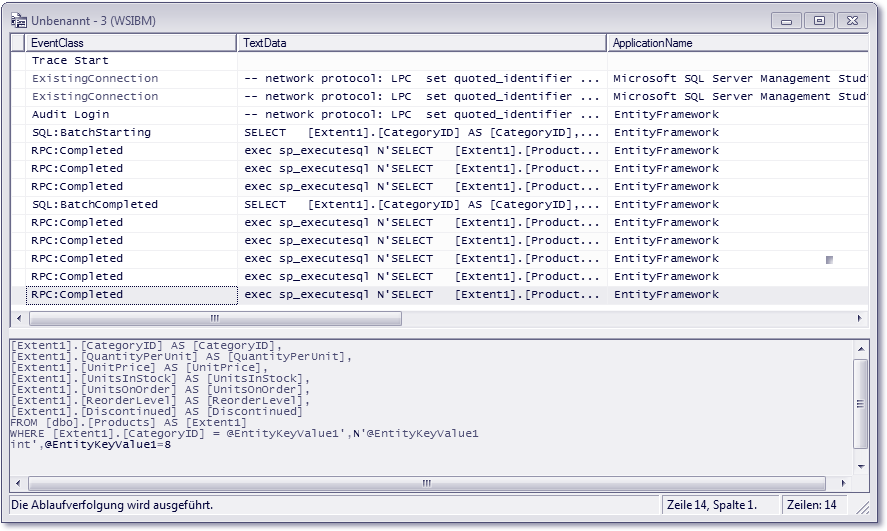 Unbenannt - 3 (WSIBM)
EventClass TextData ApplicationName
Trace Start
ExistingConnection -- network protocol: LPC set quoted_identifier ... Microsoft SQL Server Management Stud
ExistingConnection -- network protocol: LPC set quoted_identifier ... Microsoft SQL Server Management Stud
Audit Login -- network protocol: LPC set quoted_identifier ... EntityFramework
SQL:BatchStarting SELECT [Extent1].[CategoryID] AS [CategoryID],... EntityFramework
RPC:Completed exec sp_executesql N'SELECT [Extent1].[Product... EntityFramework
RPC:Completed exec sp_executesql N'SELECT [Extent1].[Product... EntityFramework
RPC:Completed exec sp_executesql N'SELECT [Extent1].[Product... EntityFramework
SQL:BatchCompleted SELECT [Extent1].[CategoryID] AS [CategoryID],... EntityFramework
RPC:Completed exec sp_executesql N'SELECT [Extent1].[Product... EntityFramework
RPC:Completed exec sp_executesql N'SELECT [Extent1].[Product... EntityFramework
RPC:Completed exec sp_executesql N'SELECT [Extent1].[Product... EntityFramework
RPC:Completed exec sp_executesql N'SELECT [Extent1].[Product... EntityFramework
RPC:Completed exec sp_executesql N'SELECT [Extent1].[Product... EntityFramework
[Extent1].[CategoryID] AS [CategoryID],
[Extent1].[QuantityPerUnit] AS [QuantityPerUnit],
[Extent1].[UnitPrice] AS [UnitPrice],
[Extent1].[UnitsInStock] AS [UnitsInStock],
[Extent1].[UnitsOnOrder] AS [UnitsOnOrder],
[Extent1].[ReorderLevel] AS [ReorderLevel],
[Extent1].[Discontinued] AS [Discontinued]
FROM [dbo].[Products] AS [Extent1]
WHERE [Extent1].[CategoryID] = @EntityKeyValue1',N'@EntityKeyValue1
int',@EntityKeyValue1=8
Die Ablaufverfolgung wird ausgeführt. Zeile 14, Spalte 1. Zeilen: 14